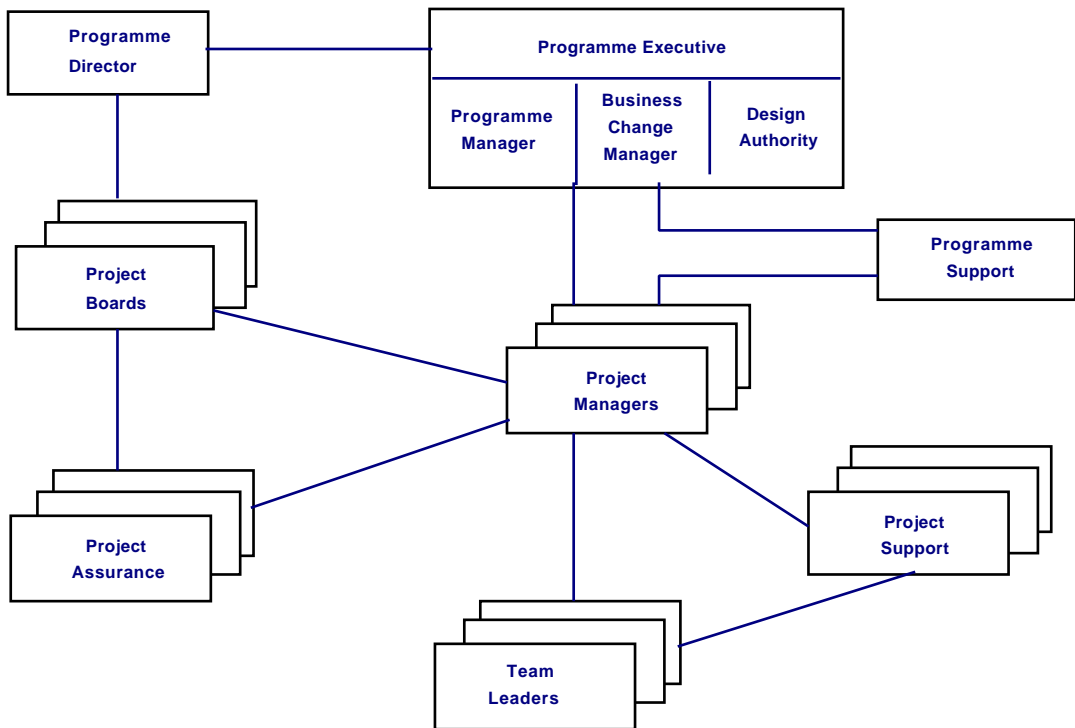 Programme
Director
Programme Executive
Programme
Manager
Business
Change
Manager
Design
Authority
Programme
Support
Project
Boards
Project
Managers
Project
Assurance
Project
Support
Team
Leaders